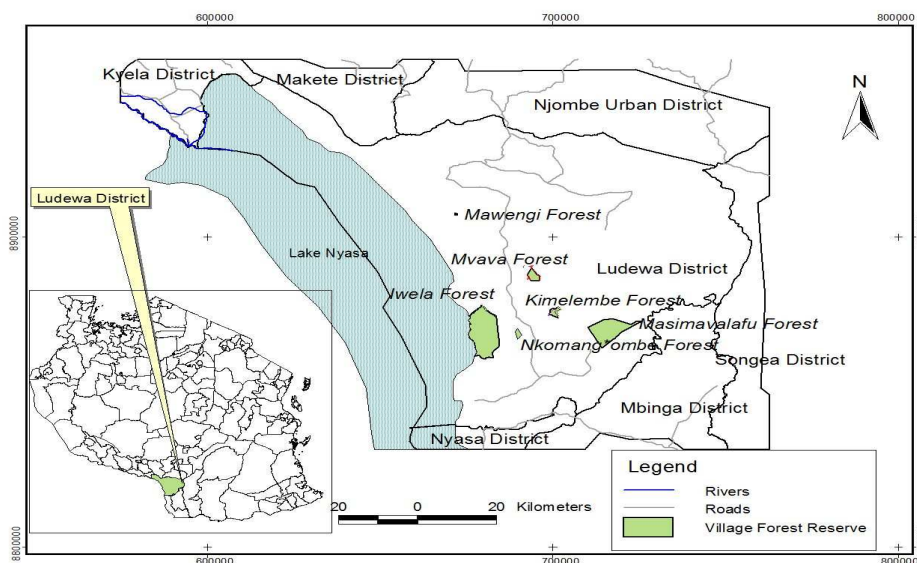 600000 700000 800000
Kyela District
Makete District
Njombe Urban District
N
Ludewa District
Mawengi Forest
8900000
8900000
Lake Nyasa
Mvava Forest
Ludewa District
Iwela Forest
Kimelembe Forest
Masimavalafu Forest
Nkomang'ombe Forest
Songea District
Mbinga District
Nyasa District
Legend
Rivers
Roads
Village Forest Reserve
20 0 20 Kilometers
8800000
8800000
600000 700000 800000